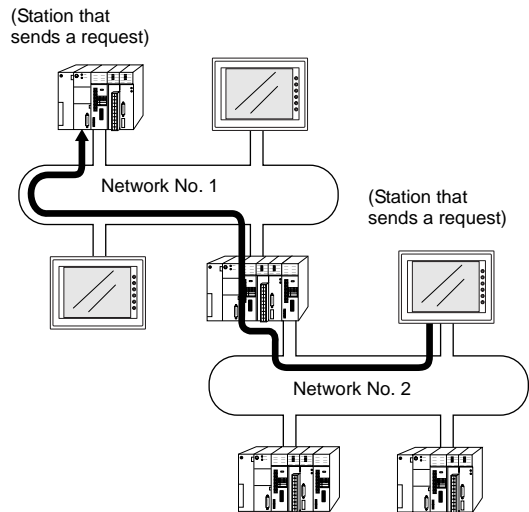 (Station that
sends a request)
Network No. 1
(Station that
sends a request)
Network No. 2